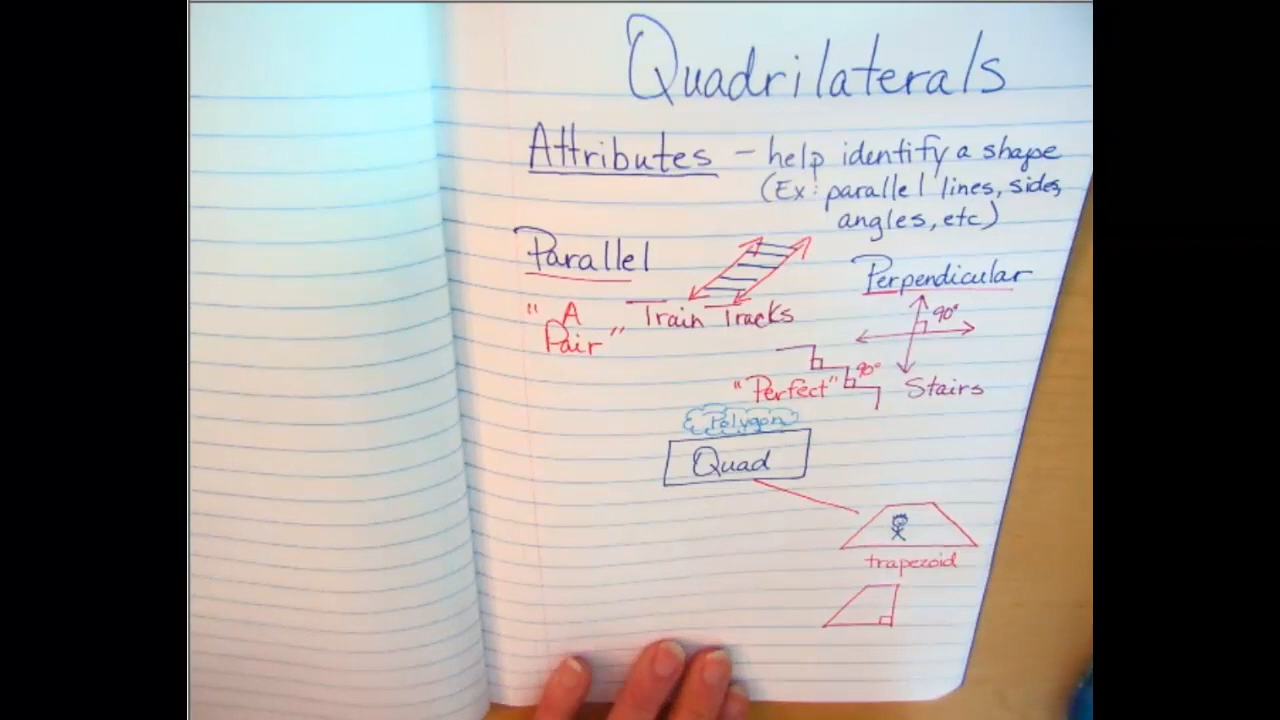 Quadrilaterals
Attributes - help identify a shape
(Ex: parallel lines, sides,
angles, etc)
Parallel
" A
Pair "
Train Tracks
Perpendicular
90°
90°
"Perfect"
Stairs
Polygon
Quad
trapezoid